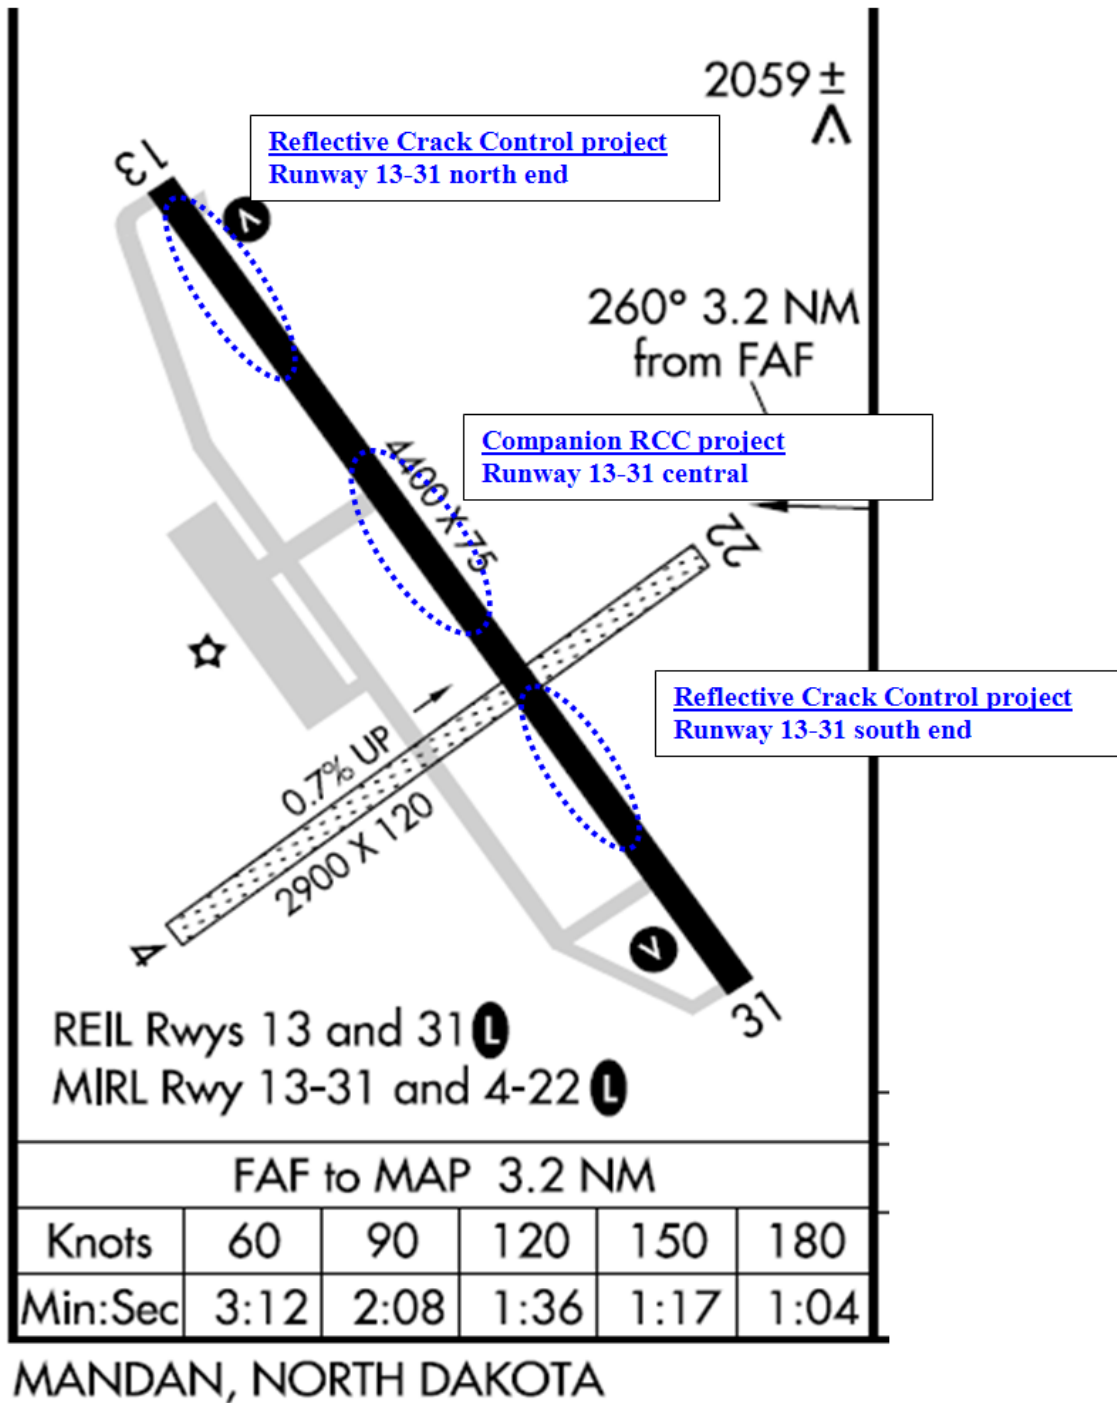 2059 ±
13
Reflective Crack Control project
Runway 13-31 north end
V
260° 3.2 NM
from FAF
Companion RCC project
Runway 13-31 central
4400 X 75
22
Reflective Crack Control project
Runway 13-31 south end
0.7% UP
2900 X 120
4
V
31
REIL Rwys 13 and 31 L
MIRL Rwy 13-31 and 4-22 L
FAF to MAP 3.2 NM
Knots 60 90 120 150 180
Min:Sec 3:12 2:08 1:36 1:17 1:04
MANDAN, NORTH DAKOTA